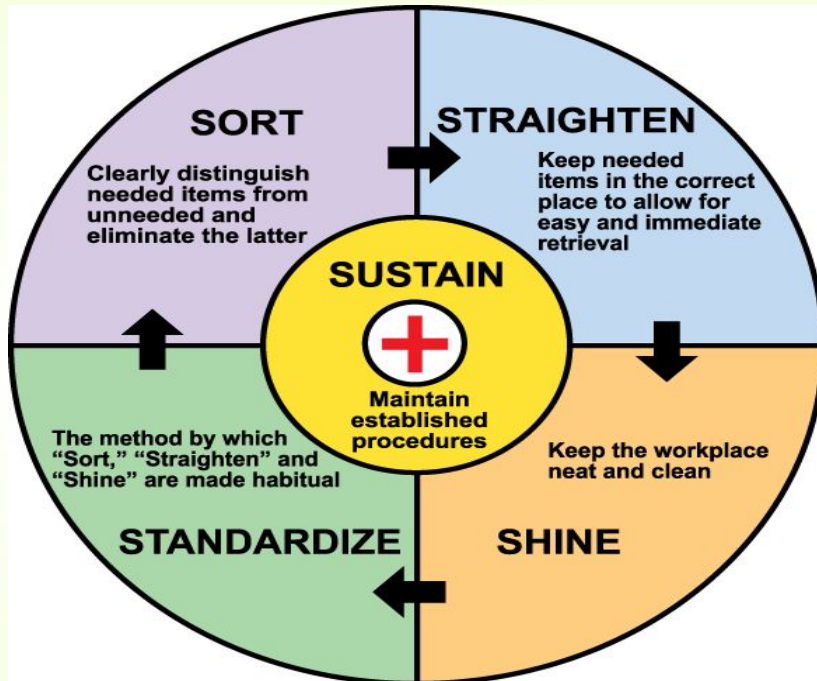 SORT
Clearly distinguish
needed items from
unneeded and
eliminate the latter
STRAIGHTEN
Keep needed
items in the correct
place to allow for
easy and immediate
retrieval
SUSTAIN
Maintain
established
procedures
The method by which
“Sort,” “Straighten” and
“Shine” are made habitual
STANDARDIZE
Keep the workplace
neat and clean
SHINE